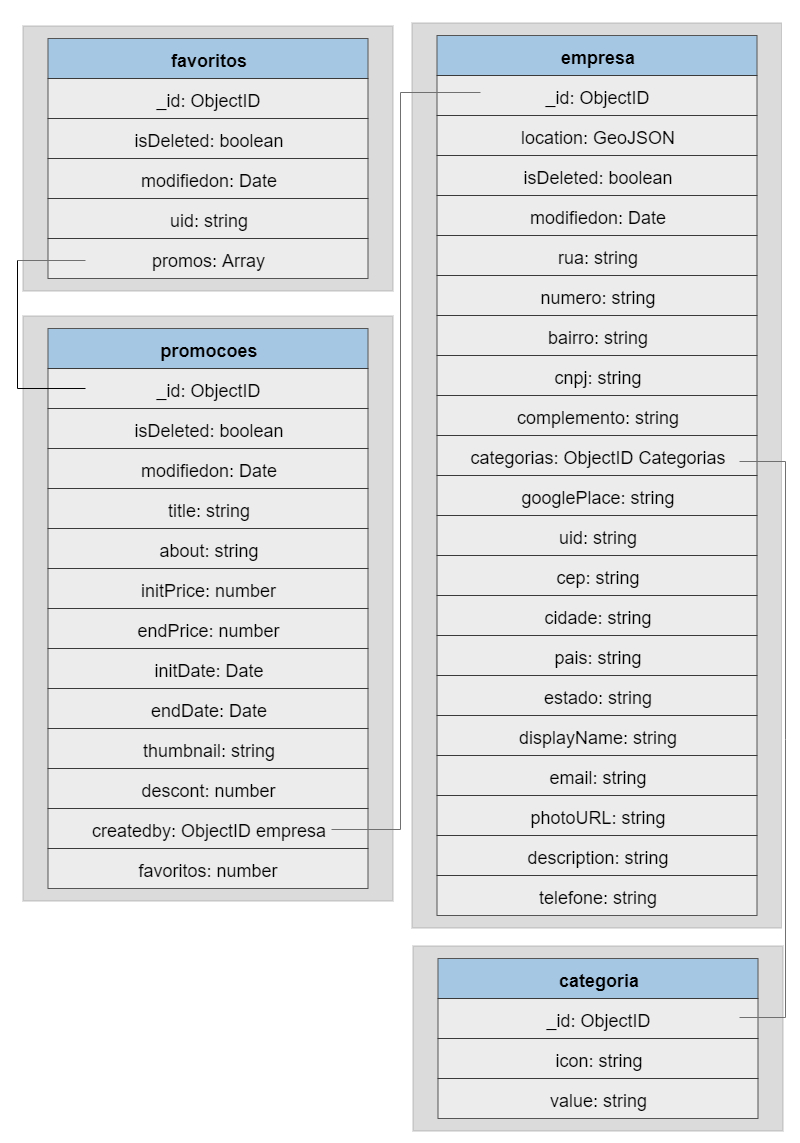 favoritos
_id: ObjectID
isDeleted: boolean
modifiedon: Date
uid: string
promos: Array
promocoes
_id: ObjectID
isDeleted: boolean
modifiedon: Date
title: string
about: string
initPrice: number
endPrice: number
initDate: Date
endDate: Date
thumbnail: string
descont: number
createdby: ObjectID empresa
favoritos: number
empresa
_id: ObjectID
location: GeoJSON
isDeleted: boolean
modifiedon: Date
rua: string
numero: string
bairro: string
cnpj: string
complemento: string
categorias: ObjectID Categorias
googlePlace: string
uid: string
cep: string
cidade: string
pais: string
estado: string
displayName: string
email: string
photoURL: string
description: string
telefone: string
categoria
_id: ObjectID
icon: string
value: string